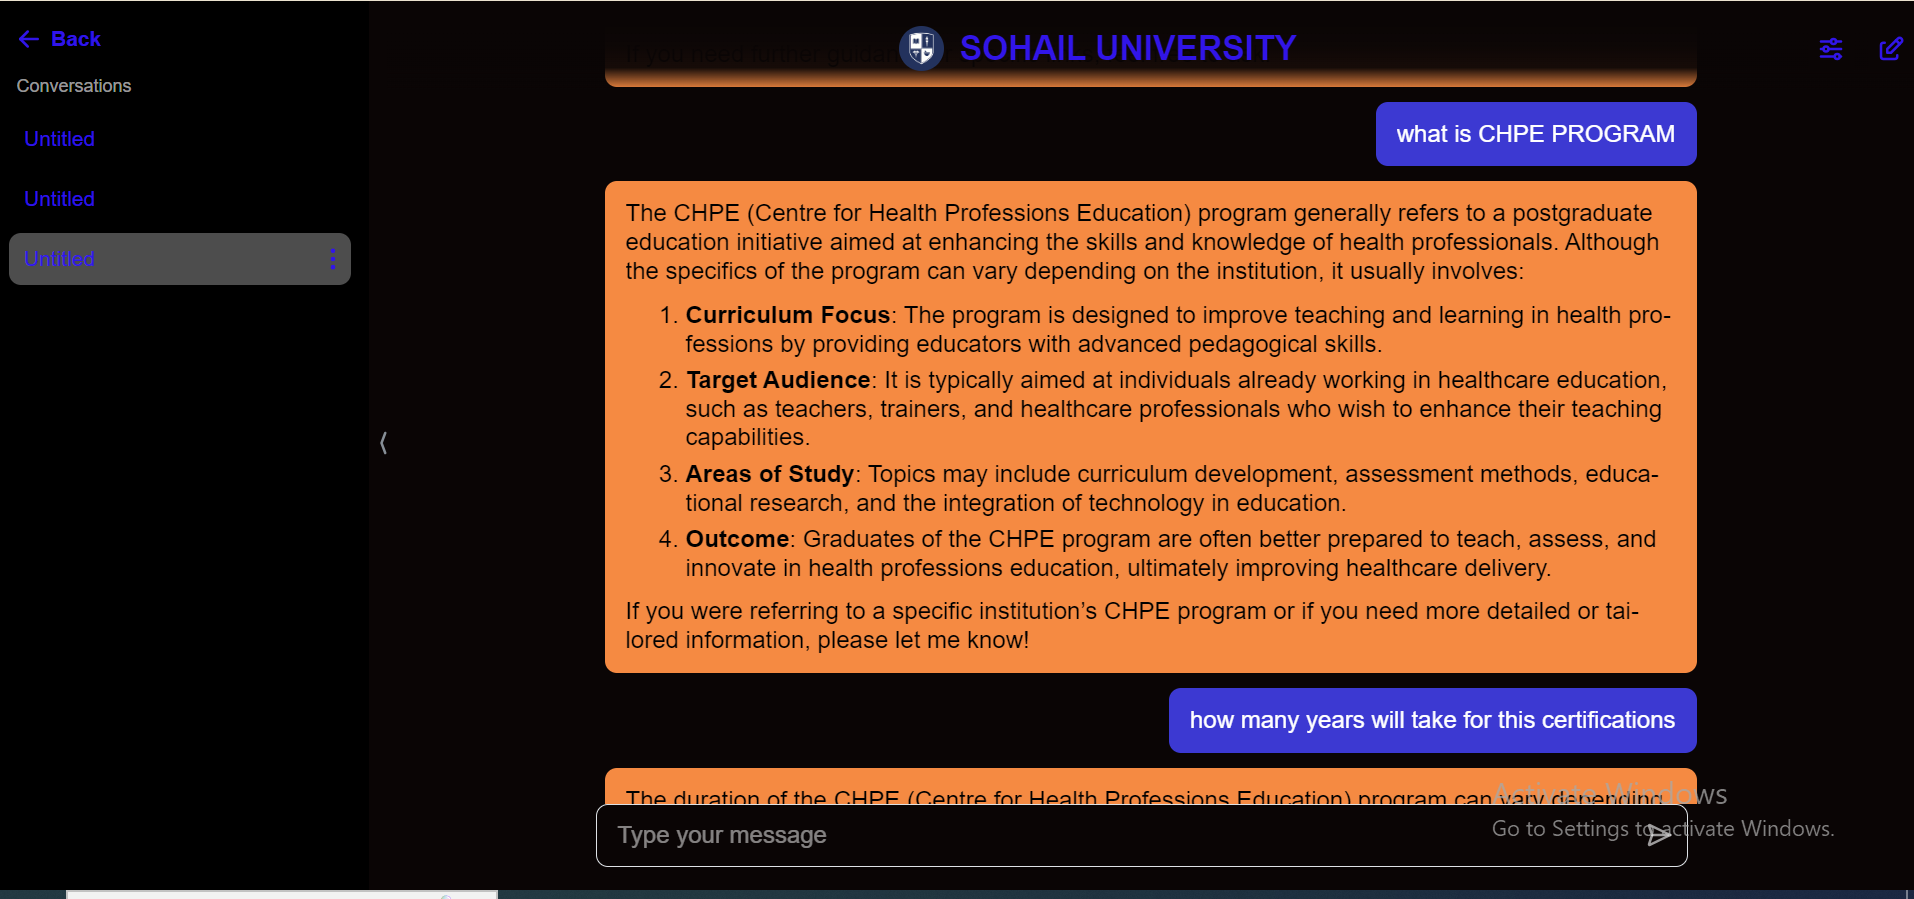 Back
Conversations
Untitled
Untitled
Untitled
If you need further guidan
SOHAIL UNIVERSITY
what is CHPE PROGRAM
The CHPE (Centre for Health Professions Education) program generally refers to a postgraduate
education initiative aimed at enhancing the skills and knowledge of health professionals. Although
the specifics of the program can vary depending on the institution, it usually involves:
1. Curriculum Focus: The program is designed to improve teaching and learning in health pro-
fessions by providing educators with advanced pedagogical skills.
2. Target Audience: It is typically aimed at individuals already working in healthcare education,
such as teachers, trainers, and healthcare professionals who wish to enhance their teaching
capabilities.
3. Areas of Study: Topics may include curriculum development, assessment methods, educa-
tional research, and the integration of technology in education.
4. Outcome: Graduates of the CHPE program are often better prepared to teach, assess, and
innovate in health professions education, ultimately improving healthcare delivery.
If you were referring to a specific institution’s CHPE program or if you need more detailed or tai-
lored information, please let me know!
how many years will take for this certifications
The duration of the CHPE (Centre for Health Professions Education) program can vary depending
Type your message
Activate Windows
Go to Settings to activate Windows.